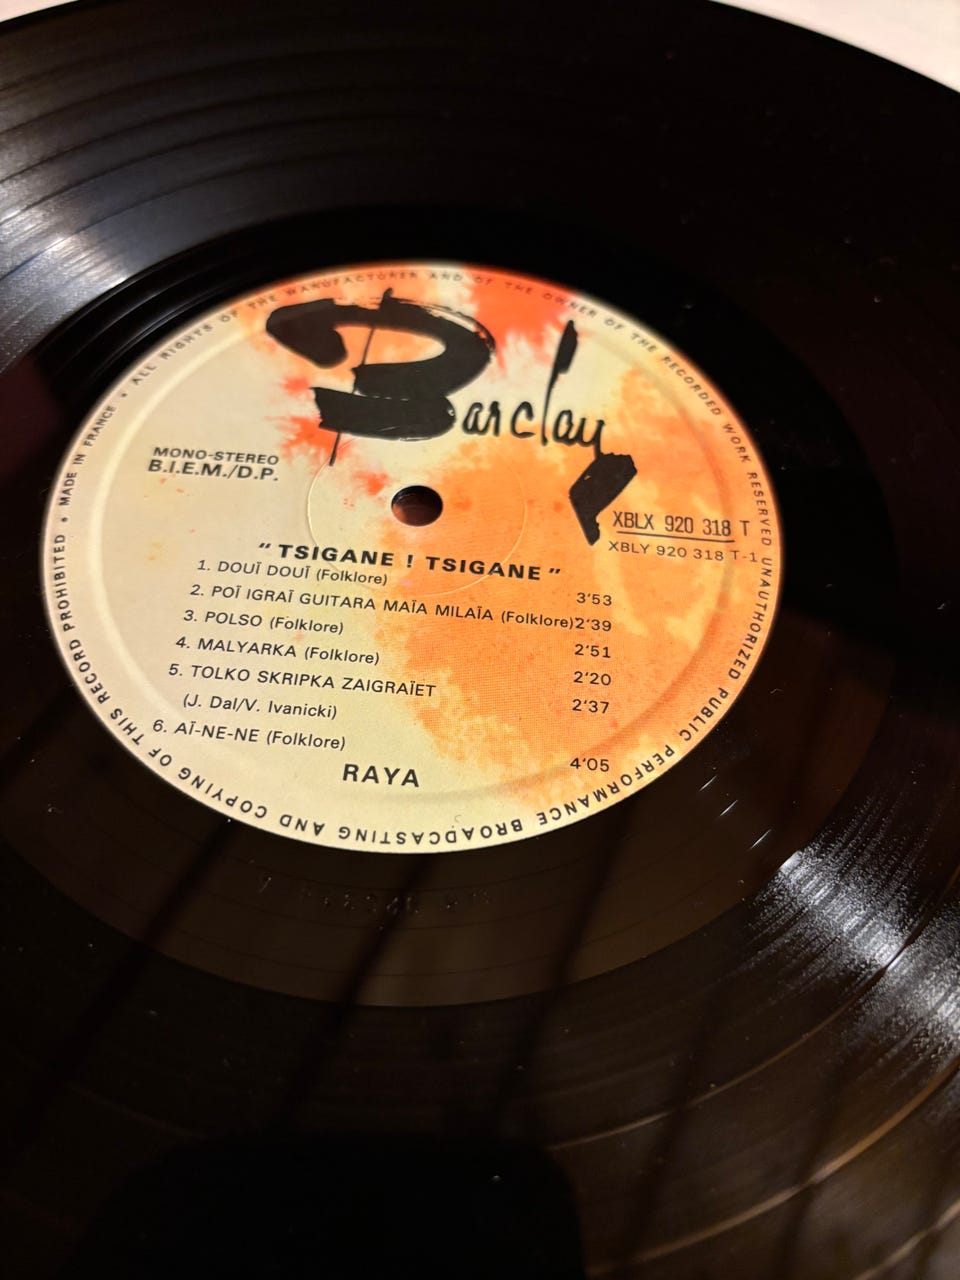 ALL RIGHTS OF THE MANUFACTURER AND OF THE OWNER OF THE RECORDED WORK RESERVED UNAUTHORIZED PUBLIC PERFORMANCE BROADCASTING AND COPYING OF THIS RECORD PROHIBITED • MADE IN FRANCE •
Barclay
MONO-STEREO
B.I.E.M./D.P.
XBLX 920 318 T
XBLY 920 318 T-1
"TSIGANE ! TSIGANE"
1. DOUÏ DOUÏ (Folklore) 3'53
2. POÏ IGRAÏ GUITARA MAÏA MILAÏA (Folklore) 2'39
3. POLSO (Folklore) 2'51
4. MALYARKA (Folklore) 2'20
5. TOLKO SKRIPKA ZAIGRAÏET 2'37
(J. Dal/V. Ivanicki)
6. AÏ-NE-NE (Folklore) 4'05
RAYA